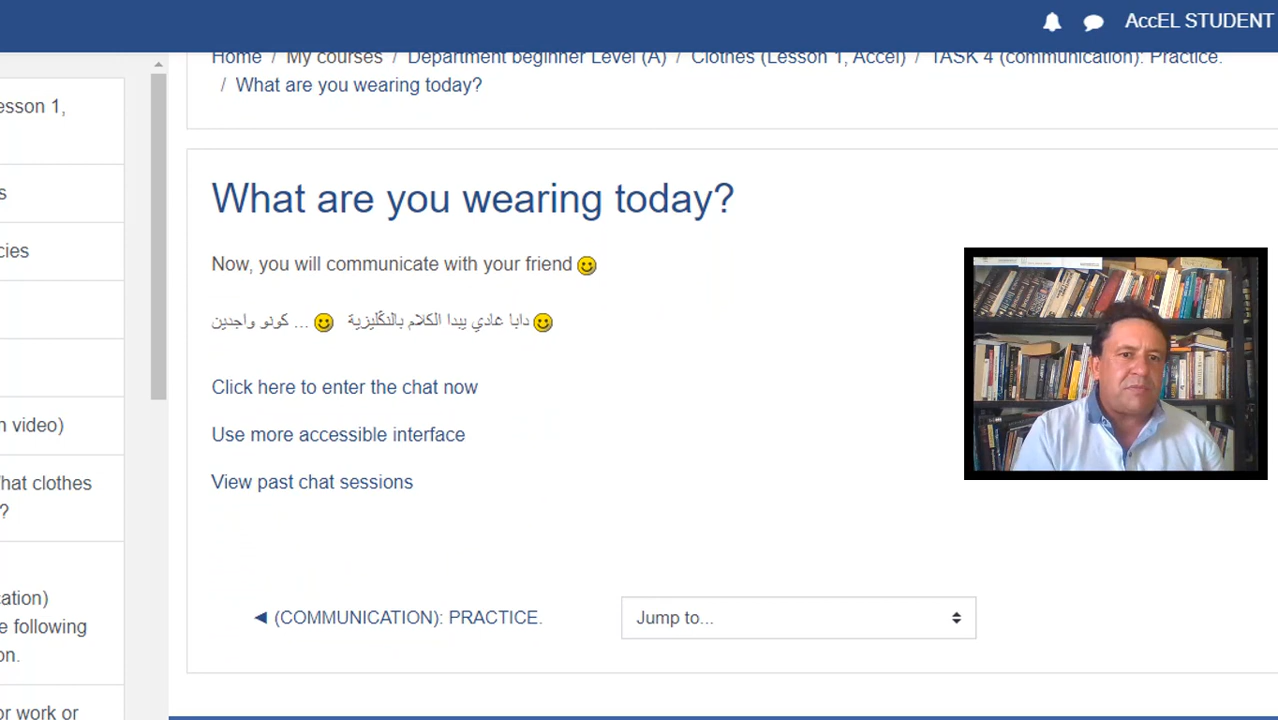 AccEL STUDENT
Home / My courses / Department beginner Level (A) / Clothes (Lesson 1, Accel) / TASK 4 (communication): Practice.
/ What are you wearing today?
esson 1,
s
cies
n video)
hat clothes
?
cation)
e following
on.
or work or
What are you wearing today?
Now, you will communicate with your friend
دابا غادي يبدا الكلام بالنݣليزية ... كونو واجدين
Click here to enter the chat now
Use more accessible interface
View past chat sessions
◄ (COMMUNICATION): PRACTICE.
Jump to...